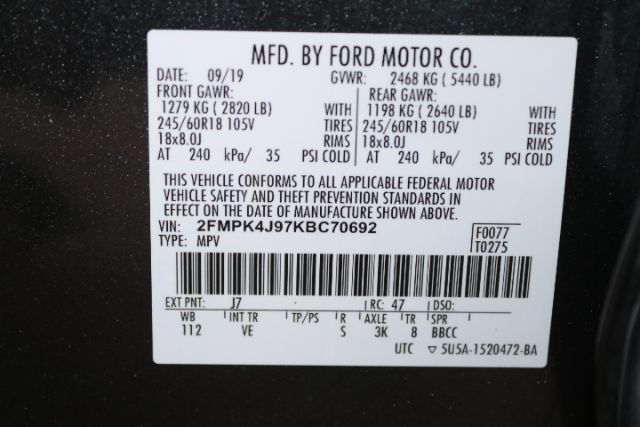 MFD. BY FORD MOTOR CO.
DATE: 09/19 GVWR: 2468 KG ( 5440 LB)
FRONT GAWR: REAR GAWR:
1279 KG ( 2820 LB) WITH 1198 KG ( 2640 LB) WITH
245/60R18 105V TIRES 245/60R18 105V TIRES
18x8.0J RIMS 18x8.0J RIMS
AT 240 kPa/ 35 PSI COLD AT 240 kPa/ 35 PSI COLD
THIS VEHICLE CONFORMS TO ALL APPLICABLE FEDERAL MOTOR
VEHICLE SAFETY AND THEFT PREVENTION STANDARDS IN
EFFECT ON THE DATE OF MANUFACTURE SHOWN ABOVE.
VIN: 2FMPK4J97KBC70692 F0077
TYPE: MPV T0275
EXT PNT: J7 RC: 47 DSO:
WB INT TR TP/PS R AXLE TR SPR
112 VE S 3K 8 BBCC
UTC ▽ 5U5A-1520472-BA